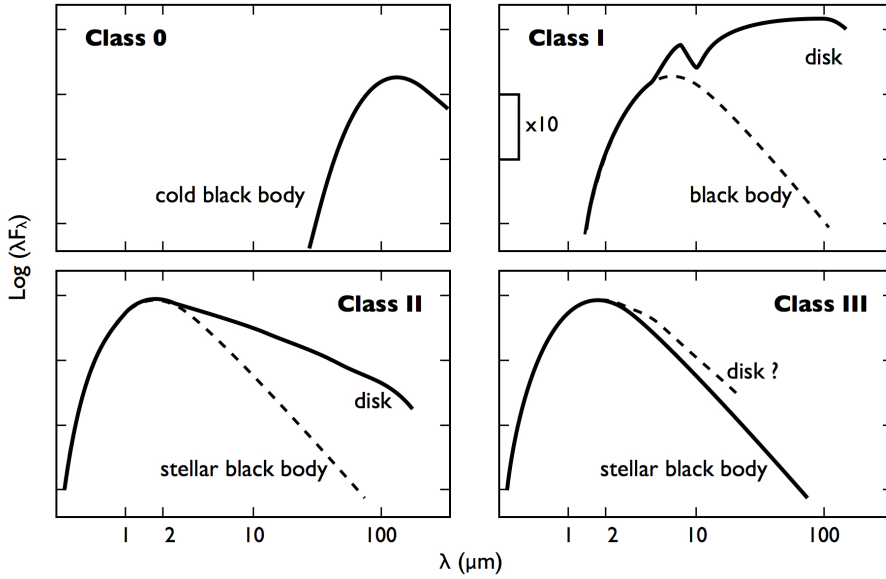 Class 0
cold black body
Class I
disk
x10
black body
Log (λFλ)
Class II
disk
stellar black body
Class III
disk ?
stellar black body
1 2 10 100
1 2 10 100
λ (μm)